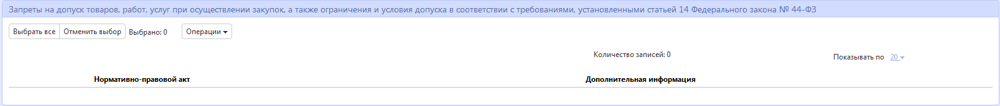 Запреты на допуск товаров, работ, услуг при осуществлении закупок, а также ограничения и условия допуска в соответствии с требованиями, установленными статьей 14 Федерального закона № 44-ФЗ
Выбрать все Отменить выбор Выбрано: 0 Операции
Количество записей: 0 Показывать по 20
Нормативно-правовой акт Дополнительная информация